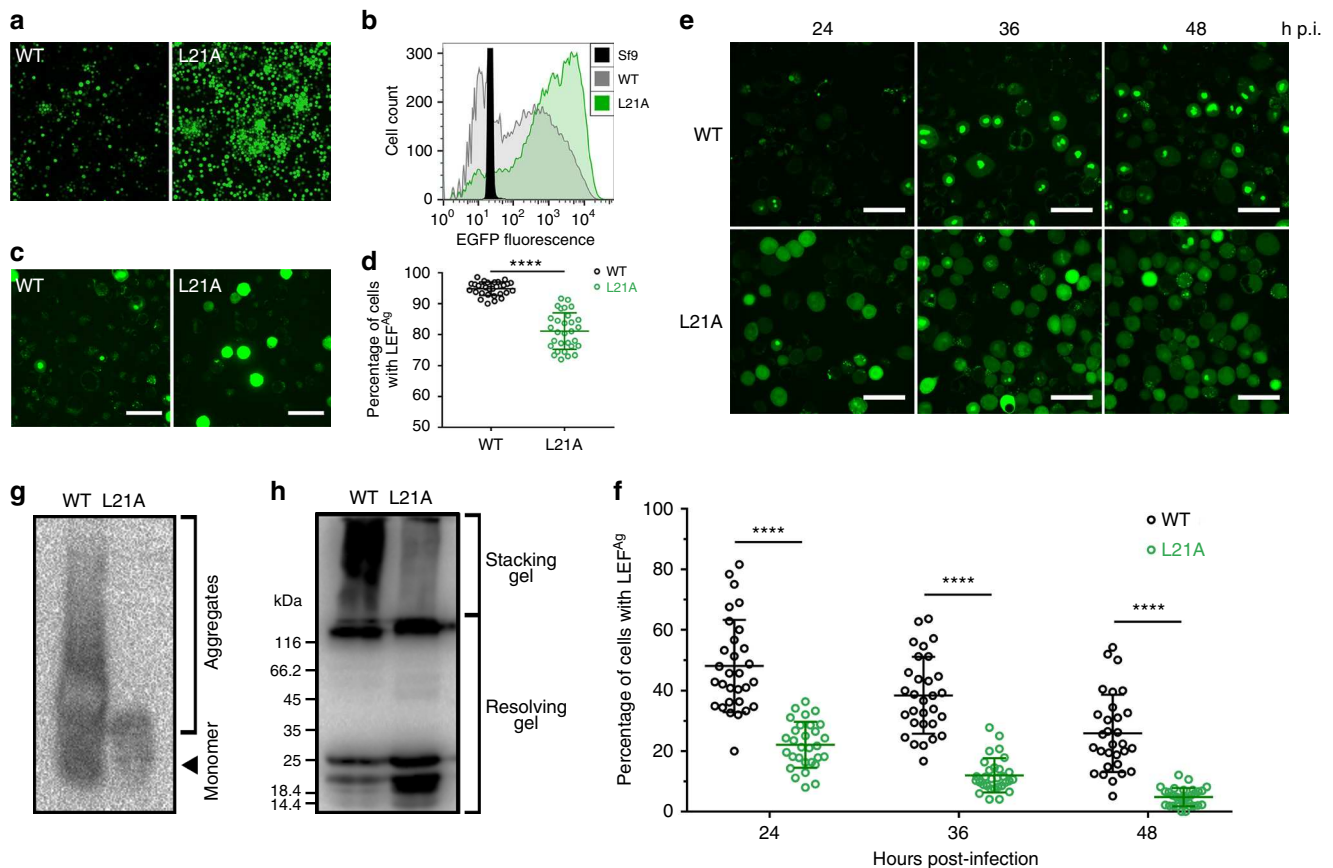 a
WT
L21A
b
300
200
100
0
Cell count
10^0 10^1 10^2 10^3 10^4
EGFP fluorescence
Sf9
WT
L21A
c
WT
L21A
d
****
WT
L21A
100
90
80
70
60
50
Percentage of cells
with LEF^Ag
WT L21A
e
24 36 48 h p.i.
WT
L21A
g
WT L21A
Aggregates
Monomer
h
WT L21A
kDa
116
66.2
45
35
25
18.4
14.4
Stacking
gel
Resolving
gel
f
100
80
60
40
20
0
Percentage of cells with LEF^Ag
**** **** ****
WT
L21A
24 36 48
Hours post-infection